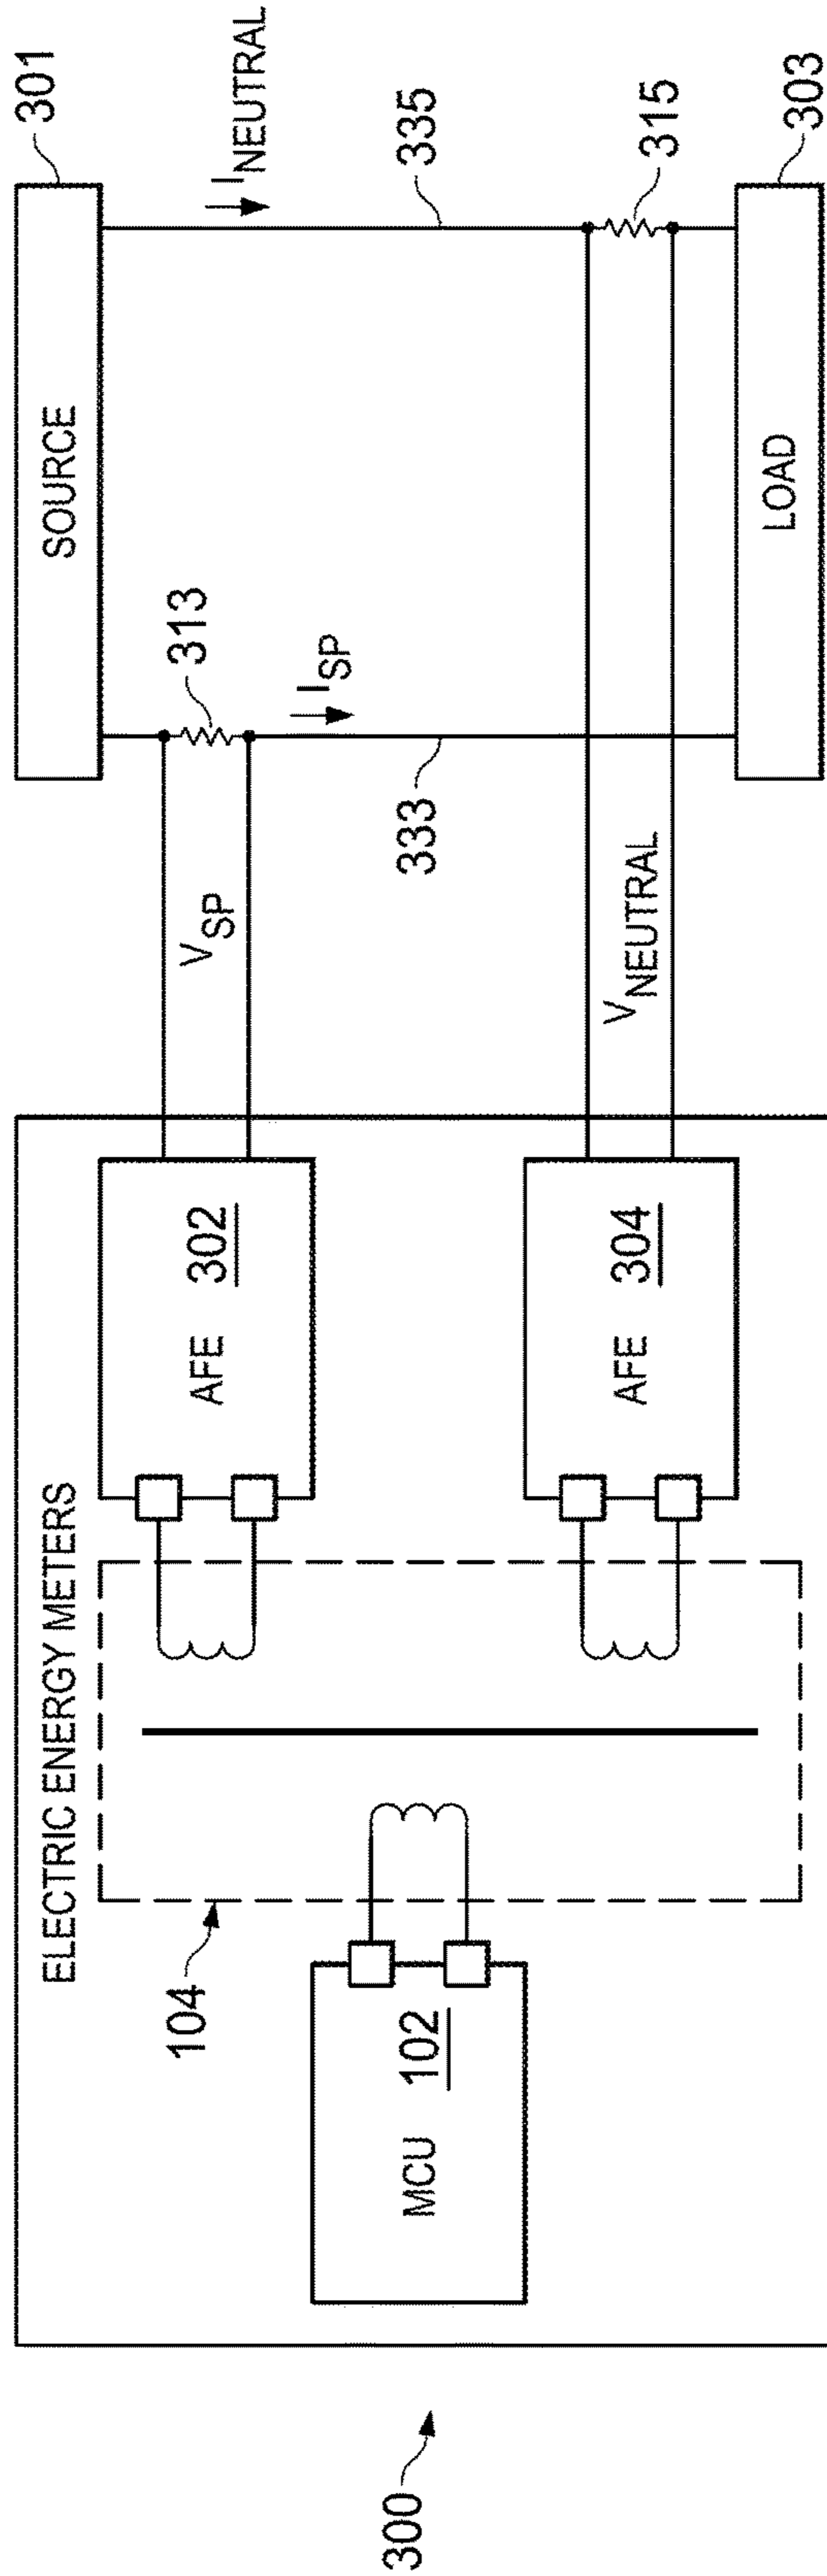 300
ELECTRIC ENERGY METERS
104
MCU 102
AFE 302
AFE 304
V_SP
V_NEUTRAL
SOURCE
301
313
I_SP
333
I_NEUTRAL
335
315
LOAD
303